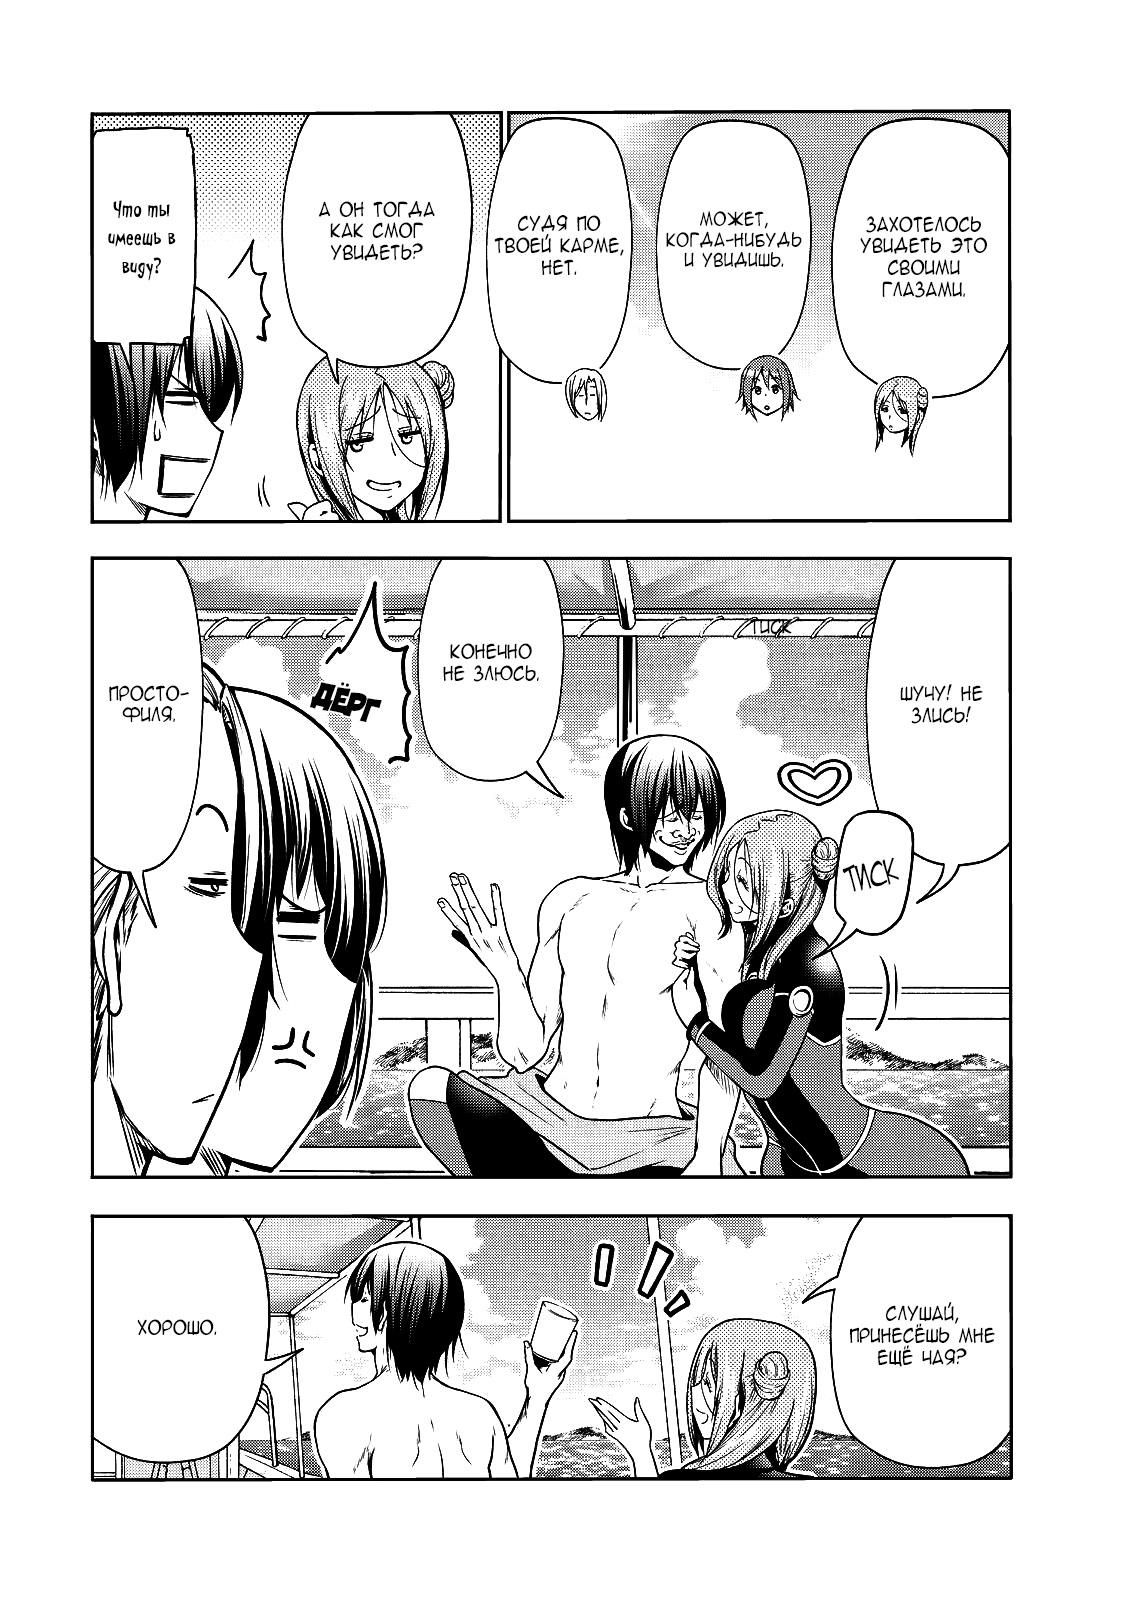 ЗАХОТЕЛОСЬ
УВИДЕТЬ ЭТО
СВОИМИ
ГЛАЗАМИ.
МОЖЕТ,
КОГДА-НИБУДЬ
И УВИДИШЬ.
СУДЯ ПО
ТВОЕЙ КАРМЕ,
НЕТ.
А ОН ТОГДА
КАК СМОГ
УВИДЕТЬ?
Что ты
имеешь в
виду?
ШУЧУ! НЕ
ЗЛИСЬ!
ТИСК
ТИСК
КОНЕЧНО
НЕ ЗЛЮСЬ.
ДЁРГ
ПРОСТО-
ФИЛЯ.
СЛУШАЙ,
ПРИНЕСЁШЬ МНЕ
ЕЩЁ ЧАЯ?
ХОРОШО.